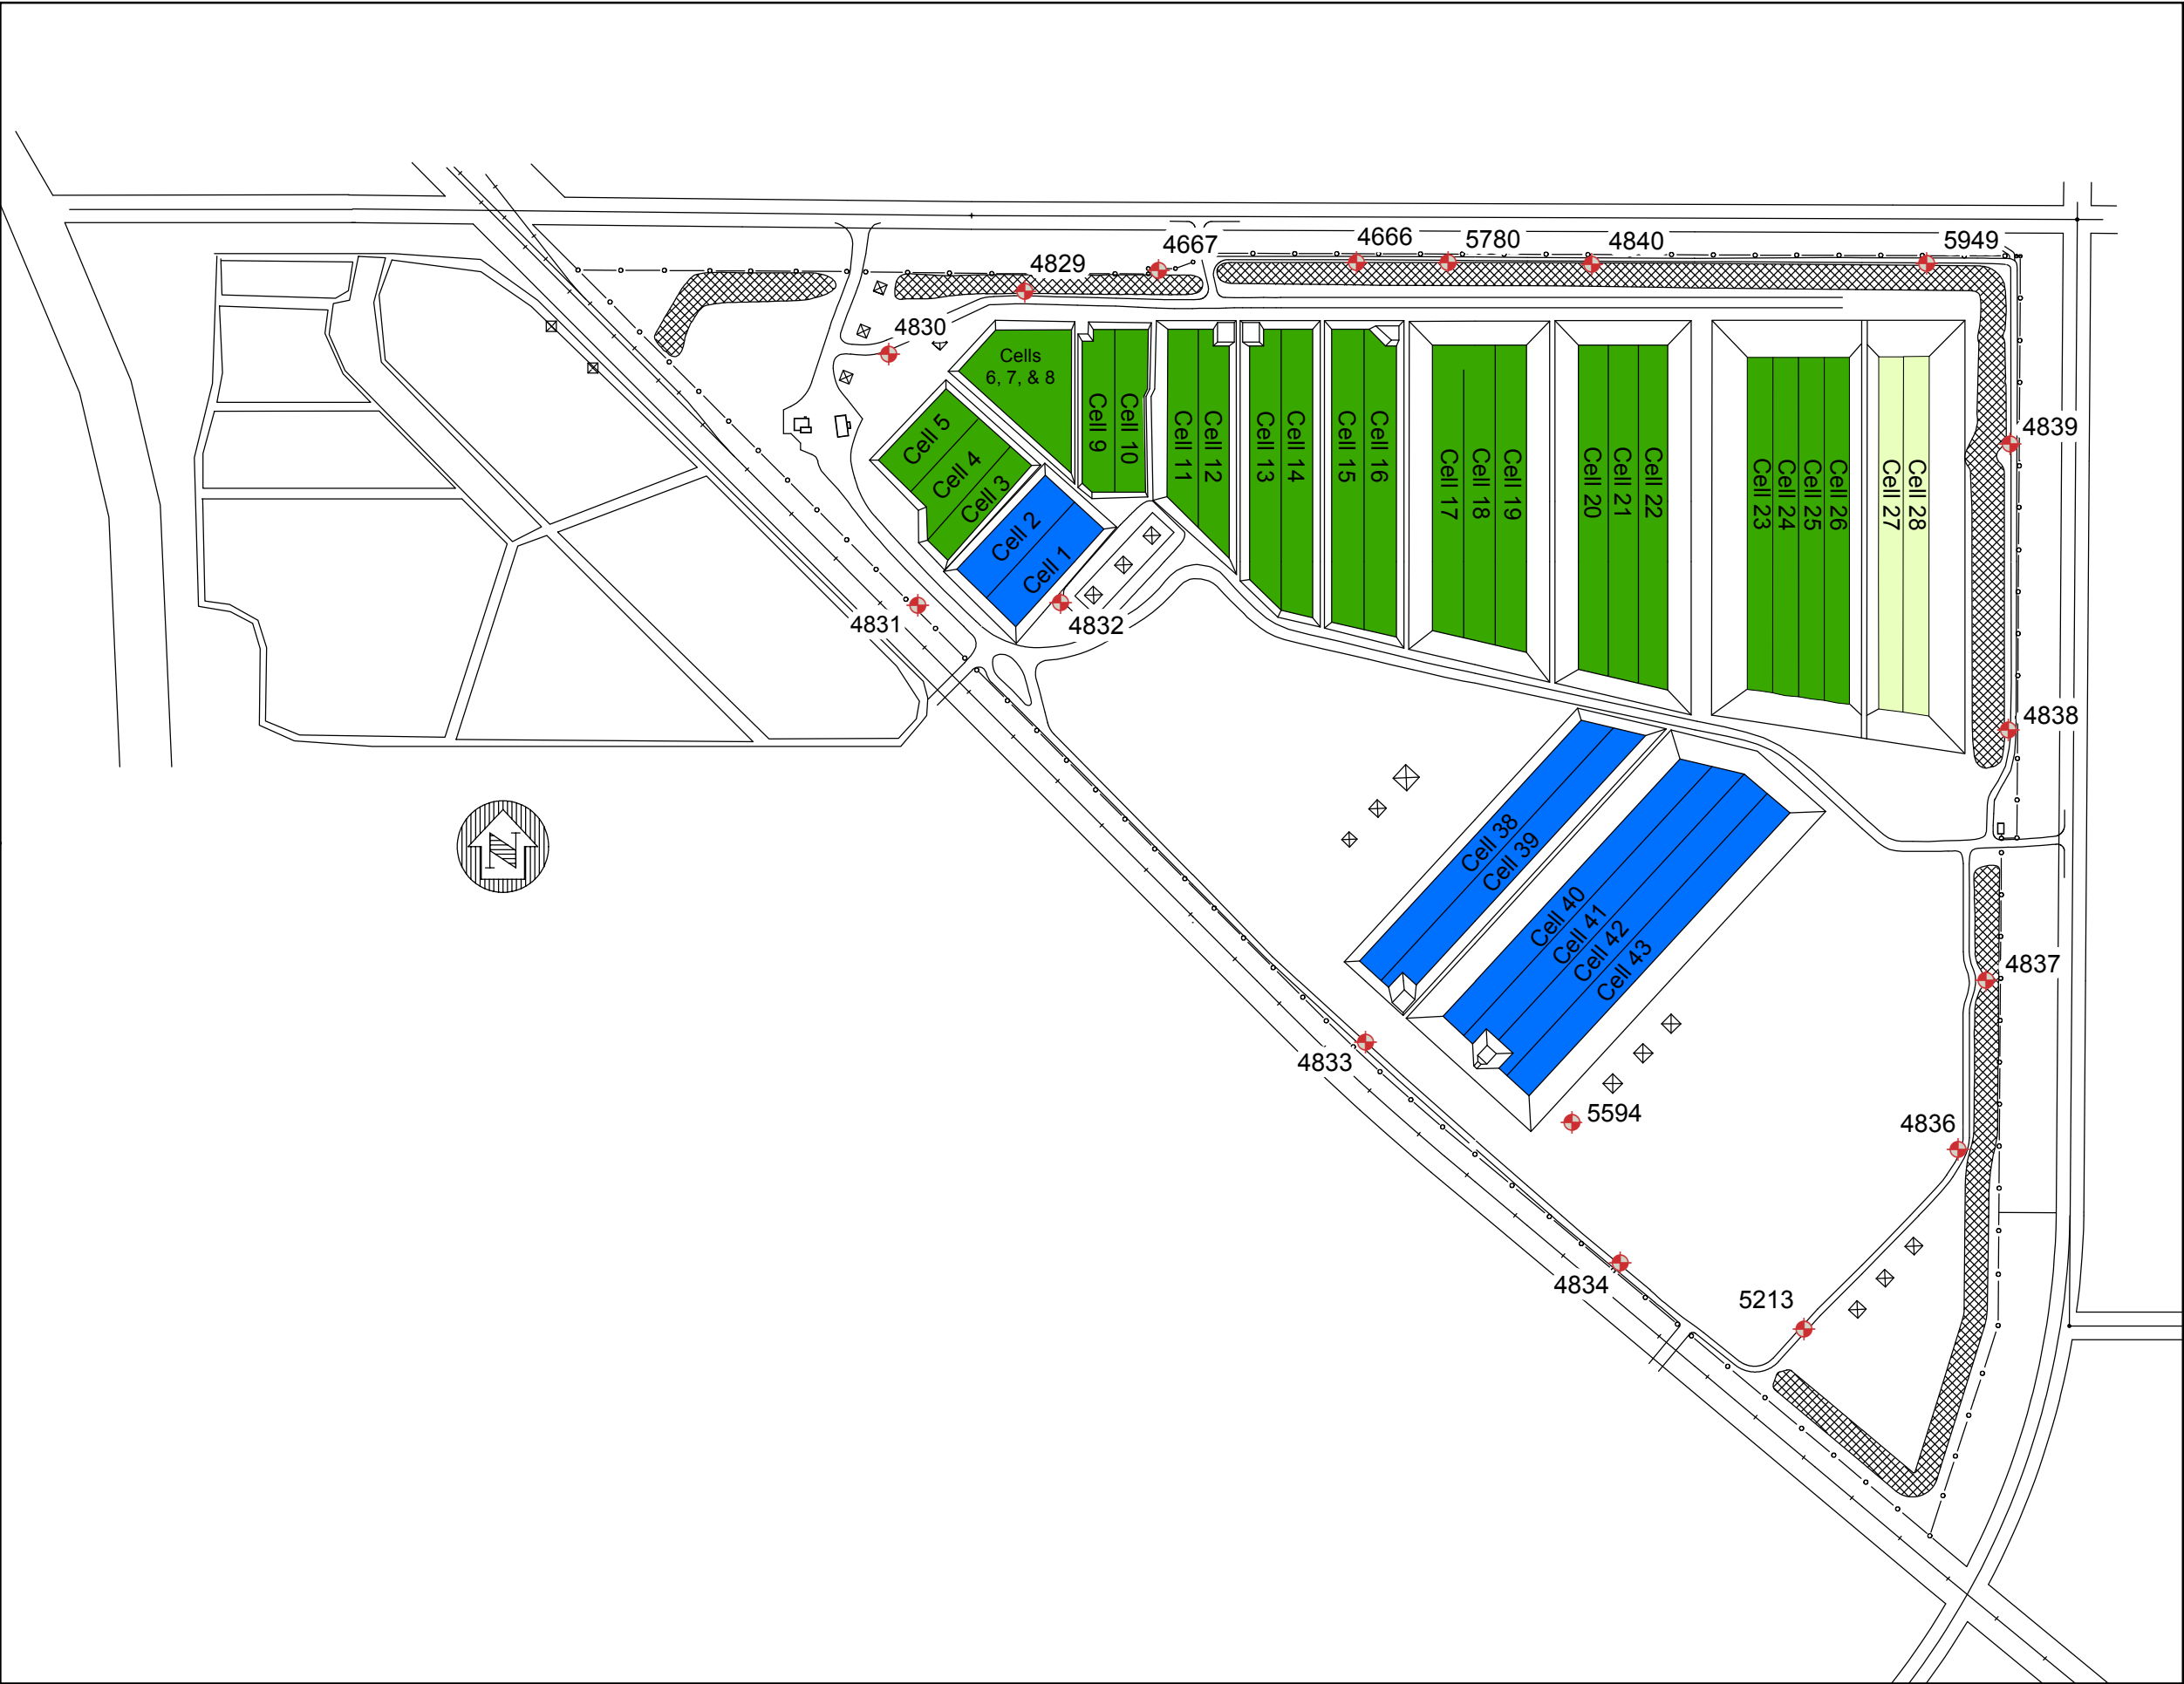 4667
4666
5780
4840
5949
4829
4830
Cells
6, 7, & 8
Cell 5
Cell 4
Cell 3
Cell 2
Cell 1
Cell 9
Cell 10
Cell 11
Cell 12
Cell 13
Cell 14
Cell 15
Cell 16
Cell 17
Cell 18
Cell 19
Cell 20
Cell 21
Cell 22
Cell 23
Cell 24
Cell 25
Cell 26
Cell 27
Cell 28
4839
4831
4832
4838
N
Cell 38
Cell 39
Cell 40
Cell 41
Cell 42
Cell 43
4837
4833
5594
4836
4834
5213